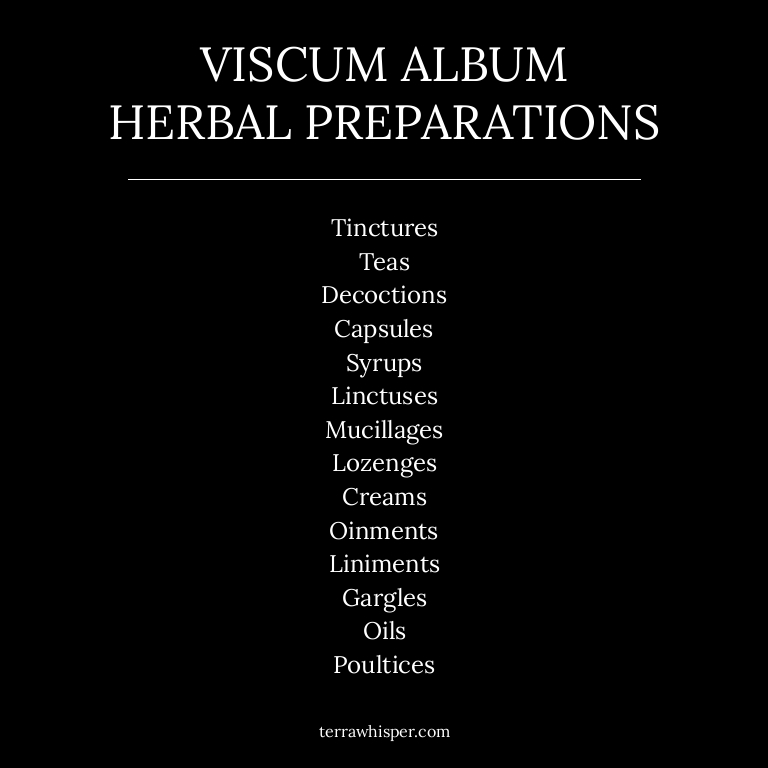 VISCUM ALBUM
HERBAL PREPARATIONS
Tinctures
Teas
Decoctions
Capsules
Syrups
Linctuses
Mucillages
Lozenges
Creams
Oinments
Liniments
Gargles
Oils
Poultices
terrawhisper.com